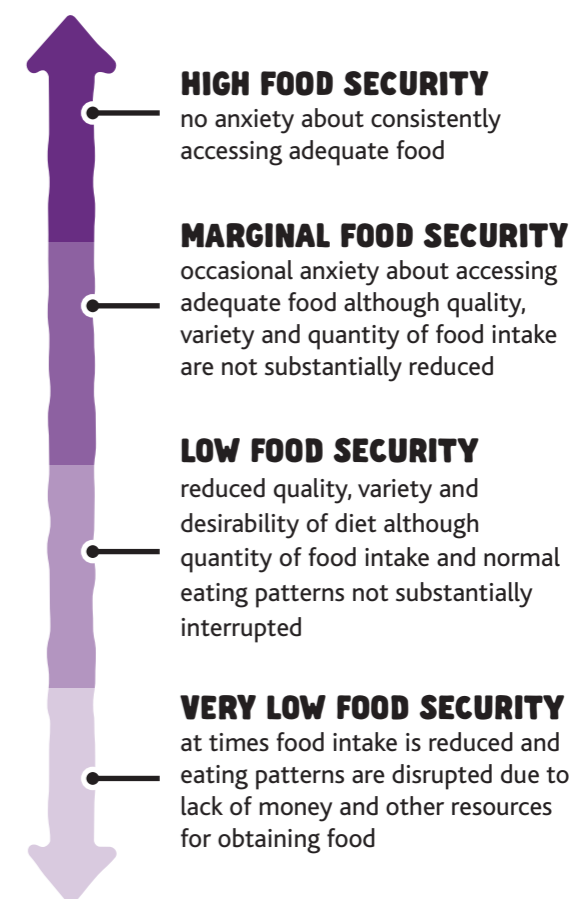 HIGH FOOD SECURITY
no anxiety about consistently
accessing adequate food
MARGINAL FOOD SECURITY
occasional anxiety about accessing
adequate food although quality,
variety and quantity of food intake
are not substantially reduced
LOW FOOD SECURITY
reduced quality, variety and
desirability of diet although
quantity of food intake and normal
eating patterns not substantially
interrupted
VERY LOW FOOD SECURITY
at times food intake is reduced and
eating patterns are disrupted due to
lack of money and other resources
for obtaining food